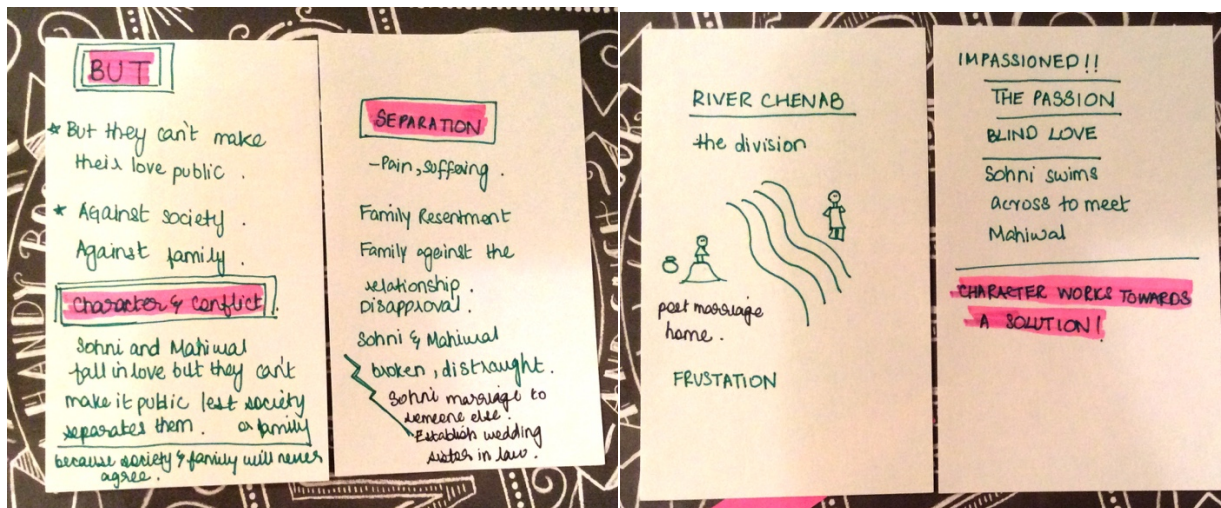 BUT
* But they can't make
their love public .
* Against society .
Against family .
Character & conflict .
Sohni and Mahiwal
fall in love but they can't
make it public lest society
separates them . or family
because society & family will never
agree .
SEPARATION
- Pain, suffering .
Family Resentment
Family against the
relationship .
Disapproval .
Sohni & Mahiwal
broken , distraught .
Sohni marriage to
someone else .
Establish wedding
sister in law .
RIVER CHENAB
the division
post marriage
home .
FRUSTATION
IMPASSIONED !!
THE PASSION
BLIND LOVE
Sohni swims
across to meet
Mahiwal
CHARACTER WORKS TOWARDS
A SOLUTION !
HANDY BO